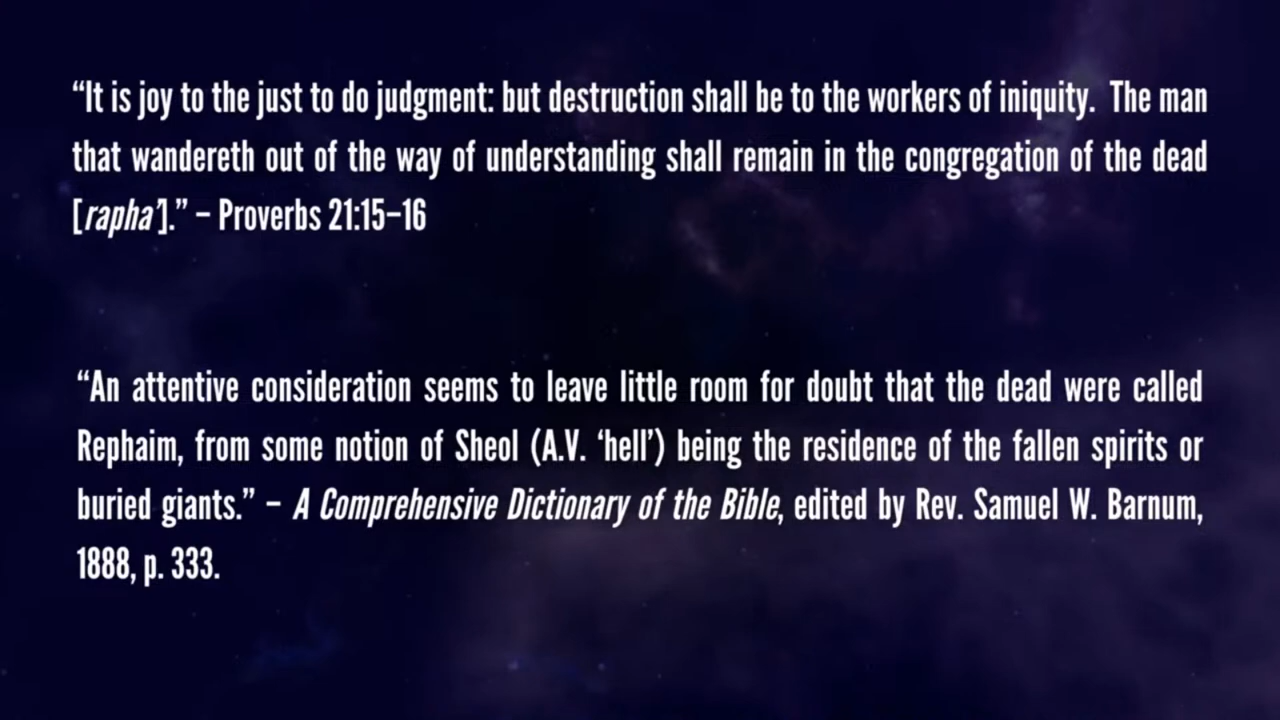 “It is joy to the just to do judgment: but destruction shall be to the workers of iniquity.  The man
that wandereth out of the way of understanding shall remain in the congregation of the dead
[rapha’].” – Proverbs 21:15–16
“An attentive consideration seems to leave little room for doubt that the dead were called
Rephaim, from some notion of Sheol (A.V. ‘hell’) being the residence of the fallen spirits or
buried giants.” – A Comprehensive Dictionary of the Bible, edited by Rev. Samuel W. Barnum,
1888, p. 333.